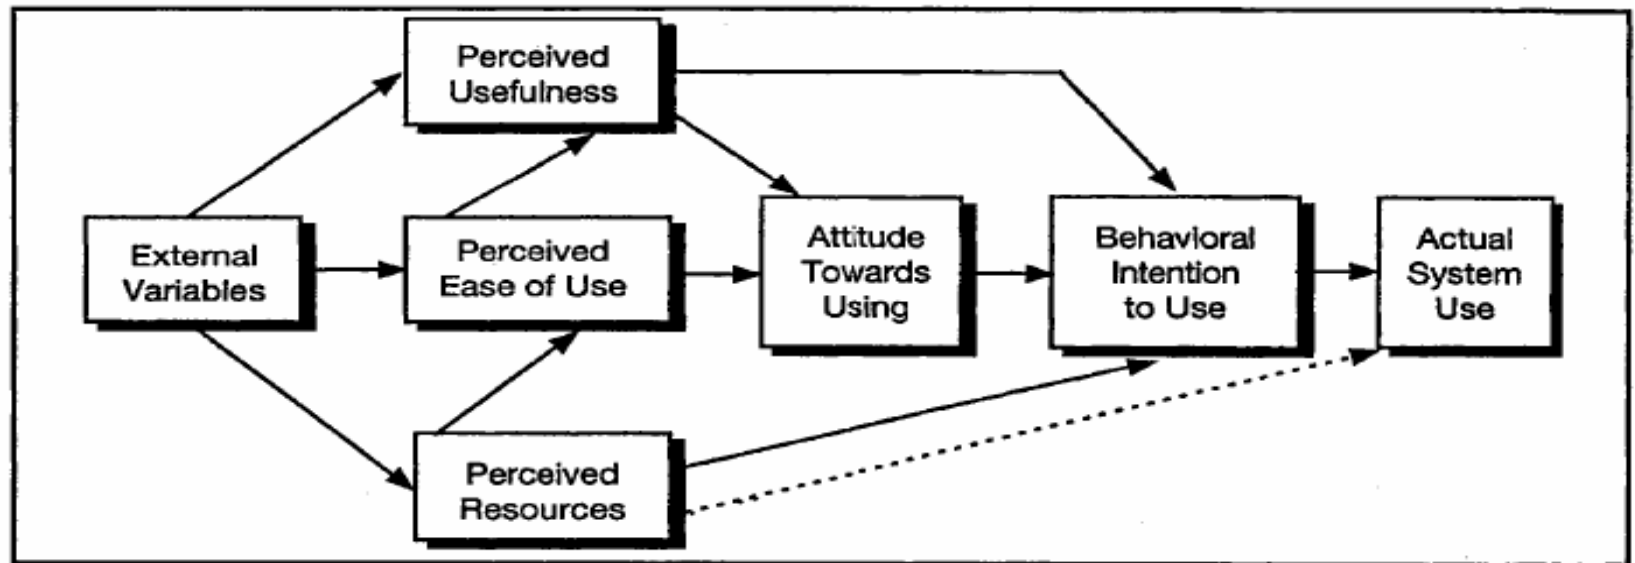 Perceived
Usefulness
External
Variables
Perceived
Ease of Use
Attitude
Towards
Using
Behavioral
Intention
to Use
Actual
System
Use
Perceived
Resources